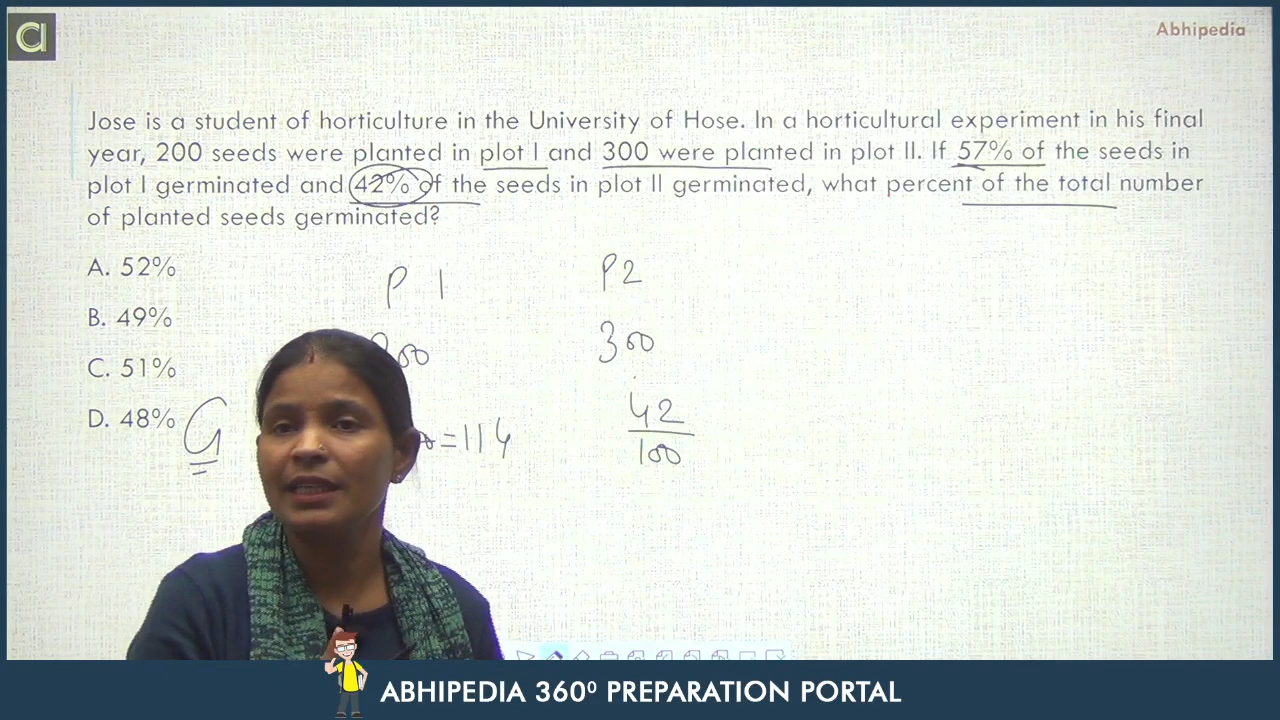 Abhipedia
Jose is a student of horticulture in the University of Hose. In a horticultural experiment in his final
year, 200 seeds were planted in plot I and 300 were planted in plot II. If 57% of the seeds in
plot I germinated and 42% of the seeds in plot II germinated, what percent of the total number
of planted seeds germinated?
A. 52%
B. 49%
C. 51%
D. 48%
P 1
P2
300
G
=114
42
100
ABHIPEDIA 360⁰ PREPARATION PORTAL